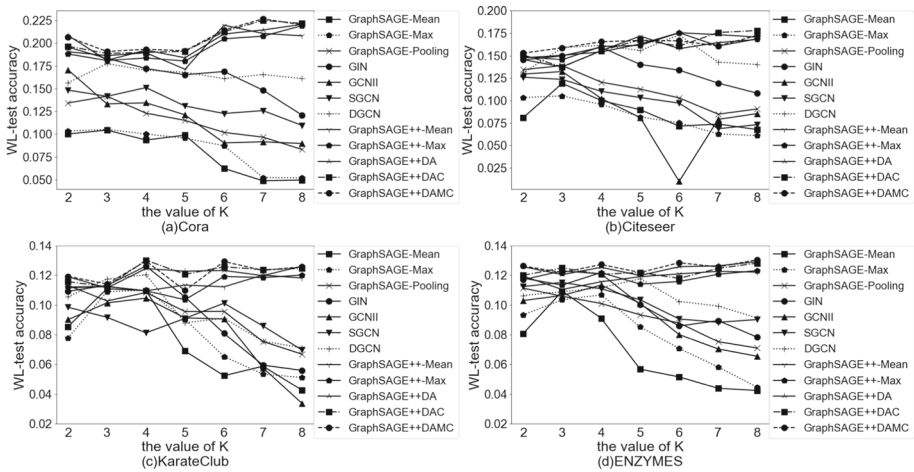 WL-test accuracy
0.225
0.200
0.175
0.150
0.125
0.100
0.075
0.050
2 3 4 5 6 7 8
the value of K
(a)Cora
GraphSAGE-Mean
GraphSAGE-Max
GraphSAGE-Pooling
GIN
GCNII
SGCN
DGCN
GraphSAGE++-Mean
GraphSAGE++-Max
GraphSAGE++DA
GraphSAGE++DAC
GraphSAGE++DAMC
WL-test accuracy
0.200
0.175
0.150
0.125
0.100
0.075
0.050
0.025
2 3 4 5 6 7 8
the value of K
(b)Citeseer
GraphSAGE-Mean
GraphSAGE-Max
GraphSAGE-Pooling
GIN
GCNII
SGCN
DGCN
GraphSAGE++-Mean
GraphSAGE++-Max
GraphSAGE++DA
GraphSAGE++DAC
GraphSAGE++DAMC
WL-test accuracy
0.14
0.12
0.10
0.08
0.06
0.04
0.02
2 3 4 5 6 7 8
the value of K
(c)KarateClub
GraphSAGE-Mean
GraphSAGE-Max
GraphSAGE-Pooling
GIN
GCNII
SGCN
DGCN
GraphSAGE++-Mean
GraphSAGE++-Max
GraphSAGE++DA
GraphSAGE++DAC
GraphSAGE++DAMC
WL-test accuracy
0.14
0.12
0.10
0.08
0.06
0.04
0.02
2 3 4 5 6 7 8
the value of K
(d)ENZYMES
GraphSAGE-Mean
GraphSAGE-Max
GraphSAGE-Pooling
GIN
GCNII
SGCN
DGCN
GraphSAGE++-Mean
GraphSAGE++-Max
GraphSAGE++DA
GraphSAGE++DAC
GraphSAGE++DAMC